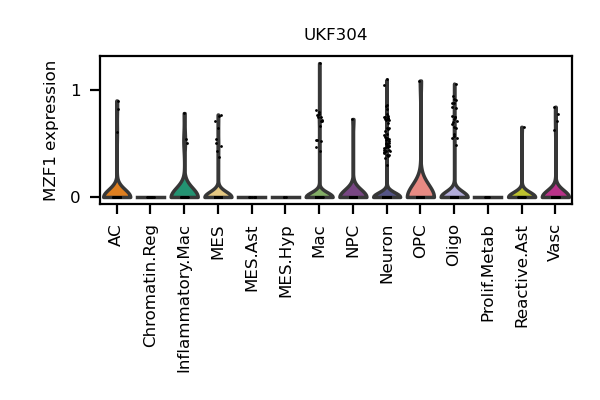 UKF304
MZF1 expression
1
0
AC
Chromatin.Reg
Inflammatory.Mac
MES
MES.Ast
MES.Hyp
Mac
NPC
Neuron
OPC
Oligo
Prolif.Metab
Reactive.Ast
Vasc